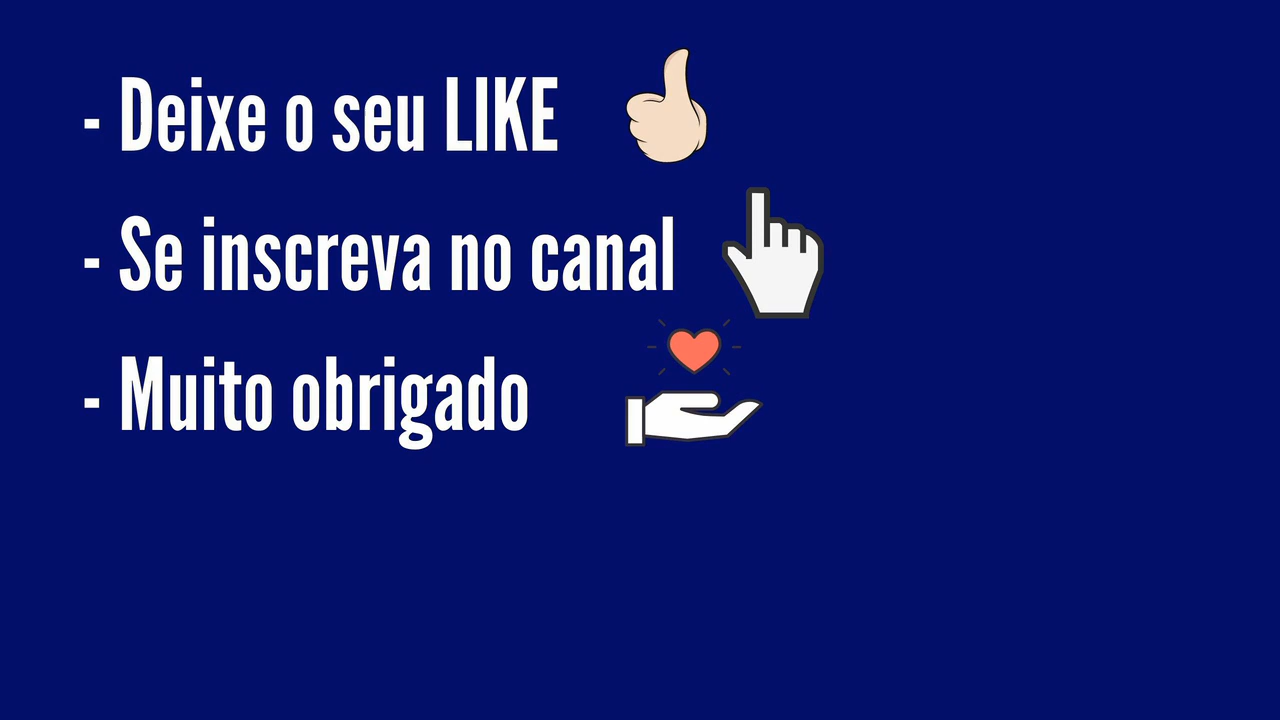 - Deixe o seu LIKE
- Se inscreva no canal
- Muito obrigado